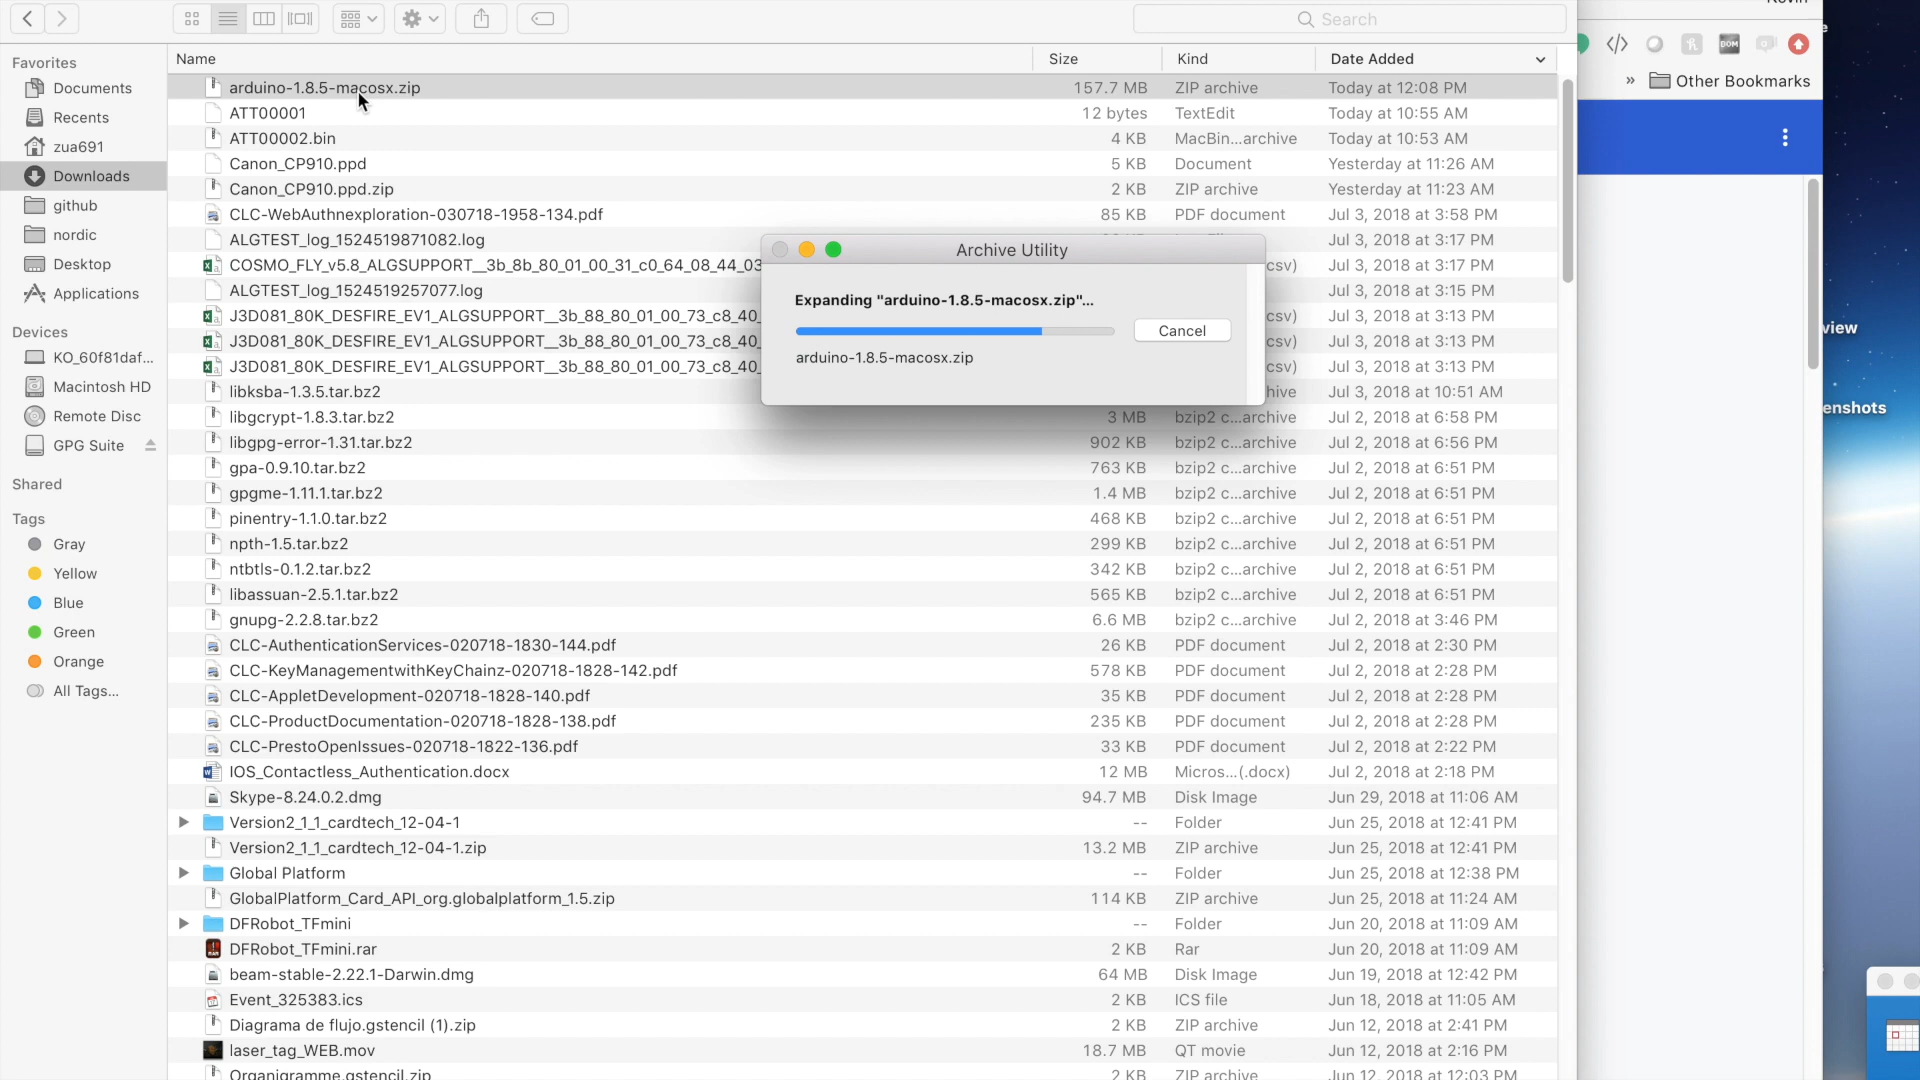 Search
Kevin
Name Size Kind Date Added
Other Bookmarks
Favorites
Documents
Recents
zua691
Downloads
github
nordic
Desktop
Applications
Devices
KO_60f81daf...
Macintosh HD
Remote Disc
GPG Suite
Shared
Tags
Gray
Yellow
Blue
Green
Orange
All Tags...
arduino-1.8.5-macosx.zip 157.7 MB ZIP archive Today at 12:08 PM
ATT00001 12 bytes TextEdit Today at 10:55 AM
ATT00002.bin 4 KB MacBin...archive Today at 10:53 AM
Canon_CP910.ppd 5 KB Document Yesterday at 11:26 AM
Canon_CP910.ppd.zip 2 KB ZIP archive Yesterday at 11:23 AM
CLC-WebAuthnexploration-030718-1958-134.pdf 85 KB PDF document Jul 3, 2018 at 3:58 PM
ALGTEST_log_1524519871082.log Jul 3, 2018 at 3:17 PM
COSMO_FLY_v5.8_ALGSUPPORT__3b_8b_80_01_00_31_c0_64_08_44_03 csv) Jul 3, 2018 at 3:17 PM
ALGTEST_log_1524519257077.log Jul 3, 2018 at 3:15 PM
J3D081_80K_DESFIRE_EV1_ALGSUPPORT__3b_88_80_01_00_73_c8_40_ csv) Jul 3, 2018 at 3:13 PM
J3D081_80K_DESFIRE_EV1_ALGSUPPORT__3b_88_80_01_00_73_c8_40_ csv) Jul 3, 2018 at 3:13 PM
J3D081_80K_DESFIRE_EV1_ALGSUPPORT__3b_88_80_01_00_73_c8_40_ csv) Jul 3, 2018 at 3:13 PM
libksba-1.3.5.tar.bz2 hive Jul 3, 2018 at 10:51 AM
libgcrypt-1.8.3.tar.bz2 3 MB bzip2 c...archive Jul 2, 2018 at 6:58 PM
libgpg-error-1.31.tar.bz2 902 KB bzip2 c...archive Jul 2, 2018 at 6:56 PM
gpa-0.9.10.tar.bz2 763 KB bzip2 c...archive Jul 2, 2018 at 6:51 PM
gpgme-1.11.1.tar.bz2 1.4 MB bzip2 c...archive Jul 2, 2018 at 6:51 PM
pinentry-1.1.0.tar.bz2 468 KB bzip2 c...archive Jul 2, 2018 at 6:51 PM
npth-1.5.tar.bz2 299 KB bzip2 c...archive Jul 2, 2018 at 6:51 PM
ntbtls-0.1.2.tar.bz2 342 KB bzip2 c...archive Jul 2, 2018 at 6:51 PM
libassuan-2.5.1.tar.bz2 565 KB bzip2 c...archive Jul 2, 2018 at 6:51 PM
gnupg-2.2.8.tar.bz2 6.6 MB bzip2 c...archive Jul 2, 2018 at 3:46 PM
CLC-AuthenticationServices-020718-1830-144.pdf 26 KB PDF document Jul 2, 2018 at 2:30 PM
CLC-KeyManagementwithKeyChainz-020718-1828-142.pdf 578 KB PDF document Jul 2, 2018 at 2:28 PM
CLC-AppletDevelopment-020718-1828-140.pdf 35 KB PDF document Jul 2, 2018 at 2:28 PM
CLC-ProductDocumentation-020718-1828-138.pdf 235 KB PDF document Jul 2, 2018 at 2:28 PM
CLC-PrestoOpenIssues-020718-1822-136.pdf 33 KB PDF document Jul 2, 2018 at 2:22 PM
IOS_Contactless_Authentication.docx 12 MB Micros...(.docx) Jul 2, 2018 at 2:18 PM
Skype-8.24.0.2.dmg 94.7 MB Disk Image Jun 29, 2018 at 11:06 AM
Version2_1_1_cardtech_12-04-1 -- Folder Jun 25, 2018 at 12:41 PM
Version2_1_1_cardtech_12-04-1.zip 13.2 MB ZIP archive Jun 25, 2018 at 12:41 PM
Global Platform -- Folder Jun 25, 2018 at 12:38 PM
GlobalPlatform_Card_API_org.globalplatform_1.5.zip 114 KB ZIP archive Jun 25, 2018 at 11:24 AM
DFRobot_TFmini -- Folder Jun 20, 2018 at 11:09 AM
DFRobot_TFmini.rar 2 KB Rar Jun 20, 2018 at 11:09 AM
beam-stable-2.22.1-Darwin.dmg 64 MB Disk Image Jun 19, 2018 at 12:42 PM
Event_325383.ics 2 KB ICS file Jun 18, 2018 at 11:05 AM
Diagrama de flujo.gstencil (1).zip 2 KB ZIP archive Jun 12, 2018 at 2:41 PM
laser_tag_WEB.mov 18.7 MB QT movie Jun 12, 2018 at 2:16 PM
Organigramme.gstencil.zip 2 KB ZIP archive Jun 12, 2018 at 12:03 PM
Archive Utility
Expanding "arduino-1.8.5-macosx.zip"...
Cancel
arduino-1.8.5-macosx.zip
view
enshots